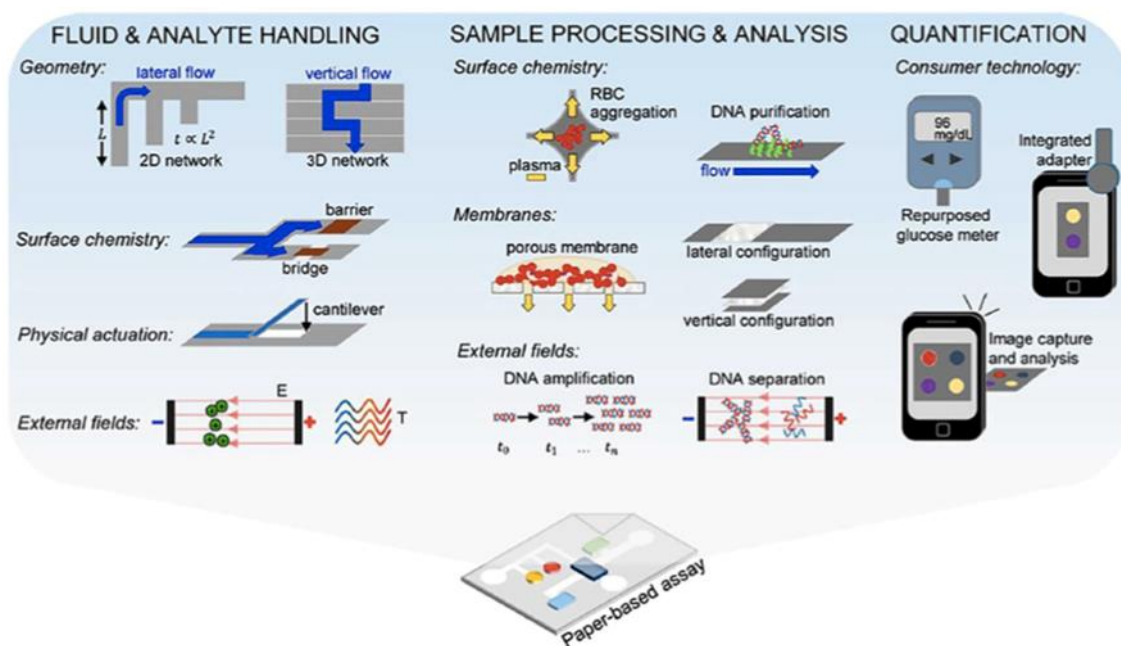 FLUID & ANALYTE HANDLING
Geometry:
lateral flow
L
t ∝ L²
2D network
vertical flow
3D network
Surface chemistry:
barrier
bridge
Physical actuation:
cantilever
External fields:
-
E
+
T
SAMPLE PROCESSING & ANALYSIS
Surface chemistry:
RBC
aggregation
plasma
DNA purification
flow
Membranes:
porous membrane
lateral configuration
vertical configuration
External fields:
DNA amplification
t₀ t₁ ... tₙ
DNA separation
-
+
QUANTIFICATION
Consumer technology:
96
mg/dL
Repurposed
glucose meter
Integrated
adapter
Image capture
and analysis
Paper-based assay